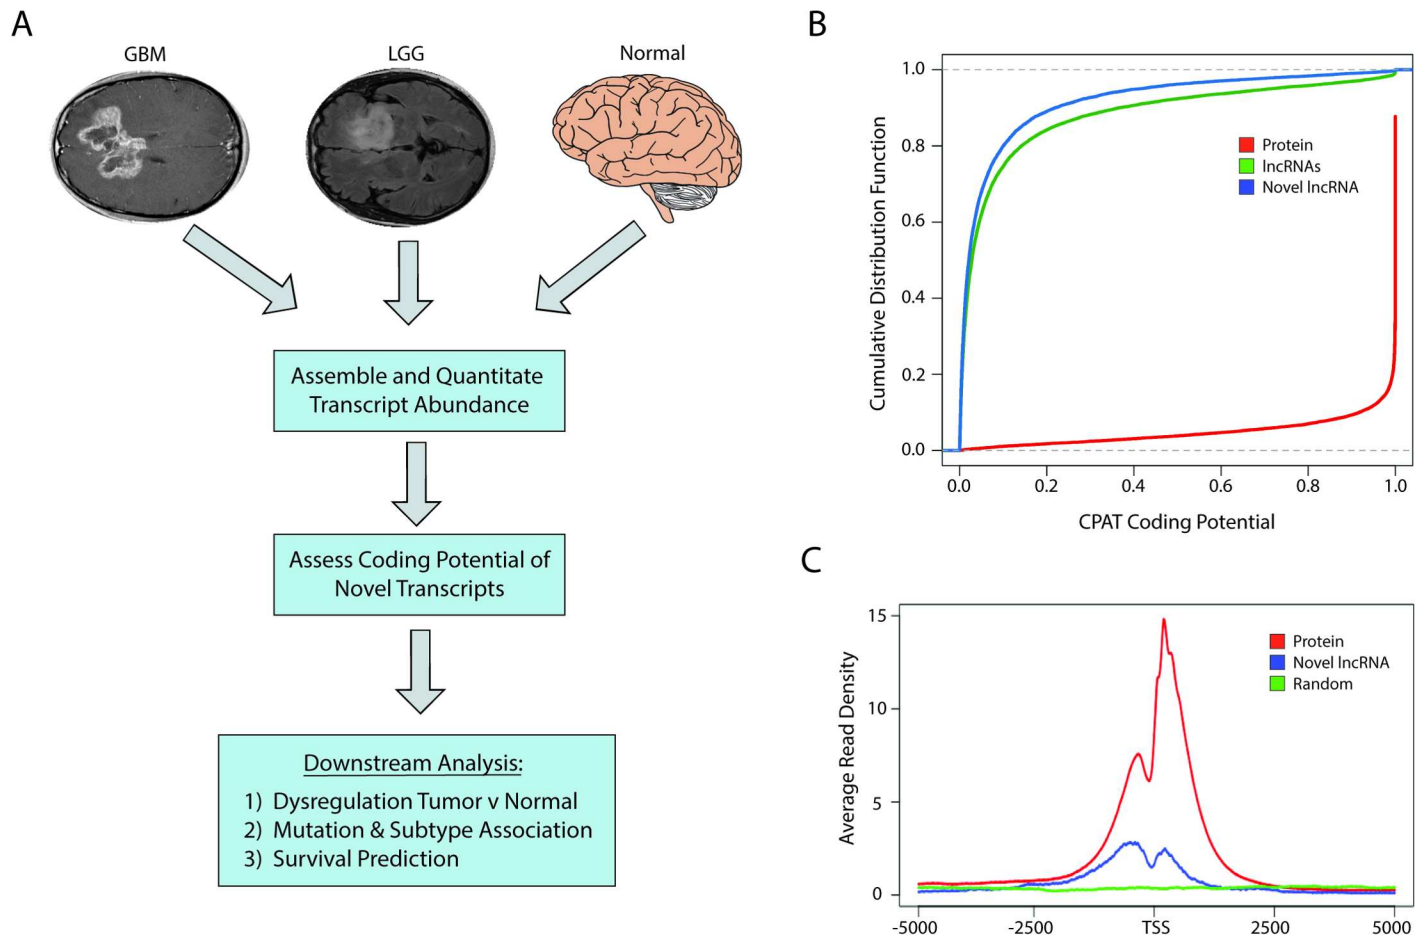 A
GBM
LGG
Normal
Assemble and Quantitate
Transcript Abundance
Assess Coding Potential of
Novel Transcripts
Downstream Analysis:
1) Dysregulation Tumor v Normal
2) Mutation & Subtype Association
3) Survival Prediction
B
Cumulative Distribution Function
1.0
0.8
0.6
0.4
0.2
0.0
Protein
lncRNAs
Novel lncRNA
0.0 0.2 0.4 0.6 0.8 1.0
CPAT Coding Potential
C
Average Read Density
15
10
5
0
Protein
Novel lncRNA
Random
-5000 -2500 TSS 2500 5000